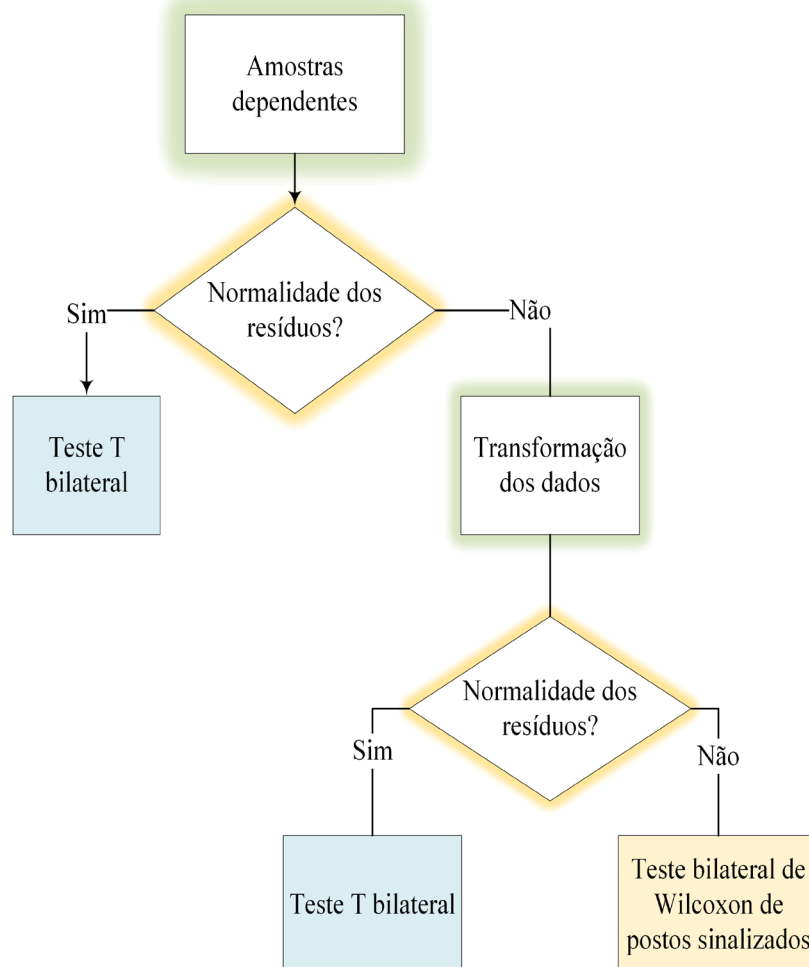 Amostras
dependentes
Normalidade dos
resíduos?
Sim
Não
Teste T
bilateral
Transformação
dos dados
Normalidade dos
resíduos?
Sim
Não
Teste T bilateral
Teste bilateral de
Wilcoxon de
postos sinalizados